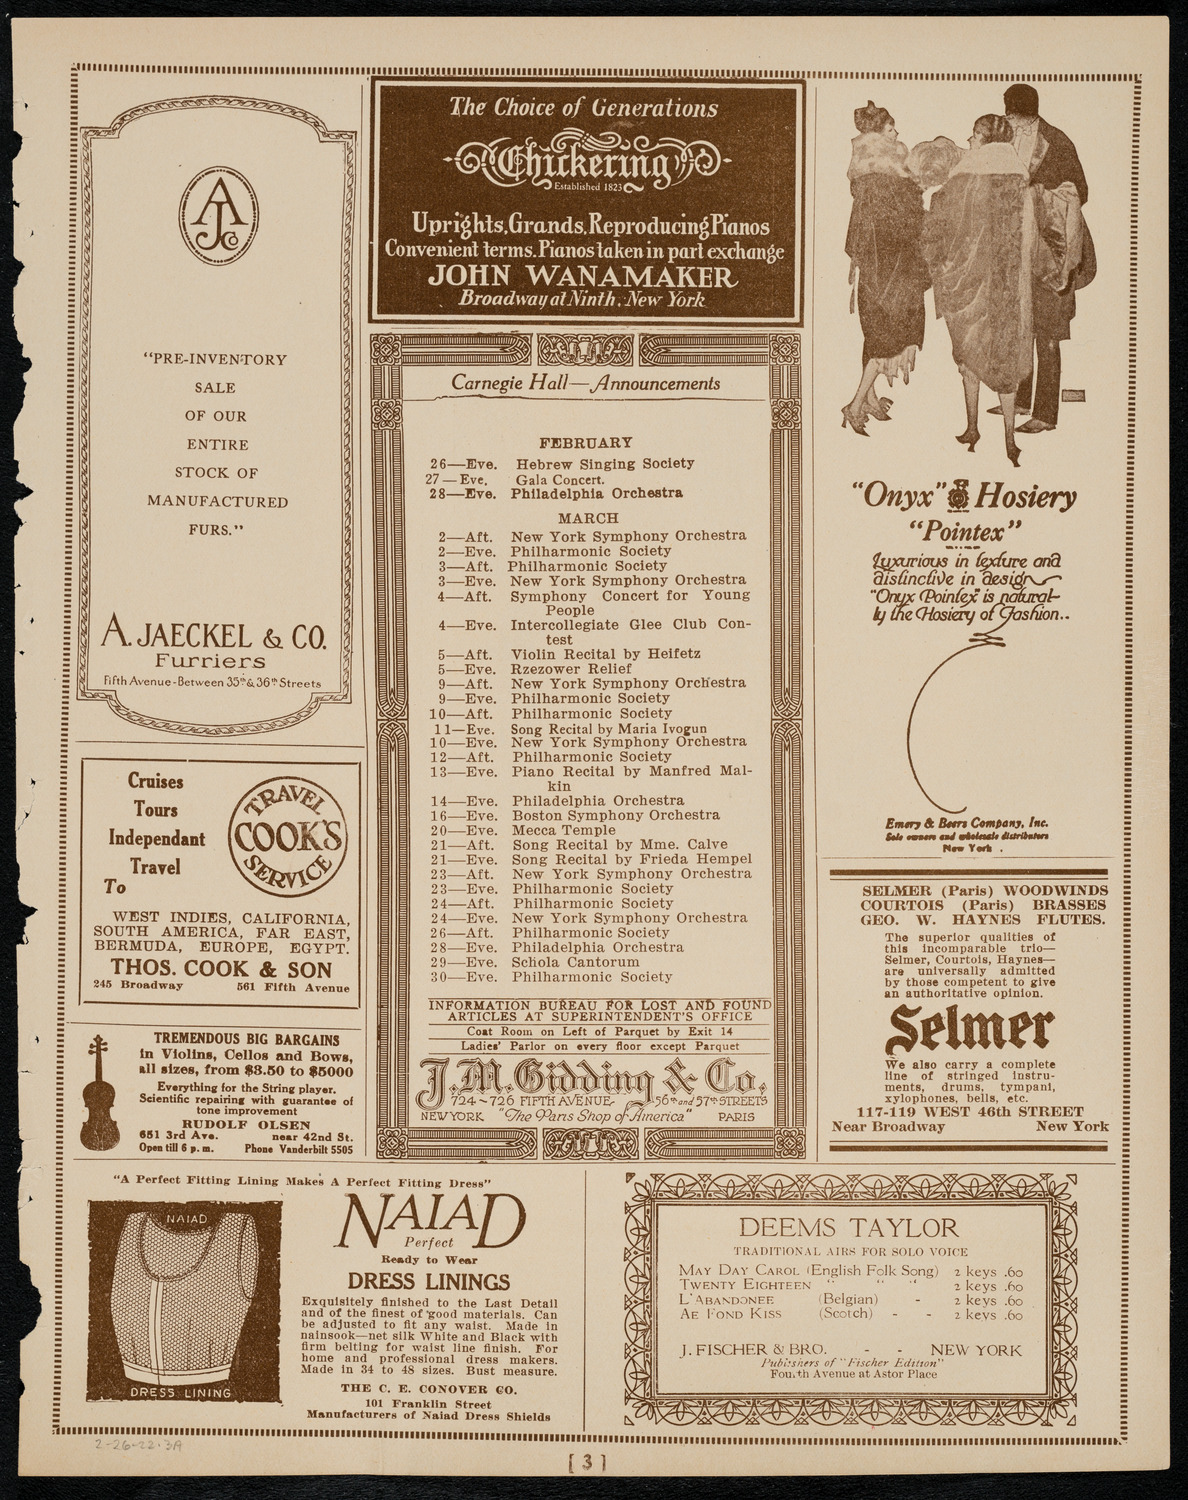 AJCo
"PRE-INVENTORY
SALE
OF OUR
ENTIRE
STOCK OF
MANUFACTURED
FURS."
A. JAECKEL & CO.
Furriers
Fifth Avenue-Between 35th & 36th Streets
The Choice of Generations
Chickering
Established 1823
Uprights, Grands, Reproducing Pianos
Convenient terms. Pianos taken in part exchange
JOHN WANAMAKER
Broadway at Ninth, New York
Carnegie Hall—Announcements
FEBRUARY
26—Eve. Hebrew Singing Society
27—Eve, Gala Concert.
28—Eve. Philadelphia Orchestra
MARCH
2—Aft. New York Symphony Orchestra
2—Eve. Philharmonic Society
3—Aft. Philharmonic Society
3—Eve. New York Symphony Orchestra
4—Aft. Symphony Concert for Young
People
4—Eve. Intercollegiate Glee Club Con-
test
5—Aft. Violin Recital by Heifetz
5—Eve. Rzezower Relief
9—Aft. New York Symphony Orchestra
9—Eve. Philharmonic Society
10—Aft. Philharmonic Society
11—Eve. Song Recital by Maria Ivogun
10—Eve. New York Symphony Orchestra
12—Aft. Philharmonic Society
13—Eve. Piano Recital by Manfred Mal-
kin
14—Eve. Philadelphia Orchestra
16—Eve. Boston Symphony Orchestra
20—Eve. Mecca Temple
21—Aft. Song Recital by Mme. Calve
21—Eve. Song Recital by Frieda Hempel
23—Aft. New York Symphony Orchestra
23—Eve. Philharmonic Society
24—Aft. Philharmonic Society
24—Eve. New York Symphony Orchestra
26—Aft. Philharmonic Society
28—Eve. Philadelphia Orchestra
29—Eve. Schola Cantorum
30—Eve. Philharmonic Society
INFORMATION BUREAU FOR LOST AND FOUND
ARTICLES AT SUPERINTENDENT'S OFFICE
Coat Room on Left of Parquet by Exit 14
Ladies' Parlor on every floor except Parquet
J.M. Gidding & Co.
724~726 FIFTH AVENUE 56th and 57th STREETS
NEW YORK "The Paris Shop of America" PARIS
"Onyx" Hosiery
"Pointex"
Luxurious in texture and
distinctive in design
"Onyx Pointex" is natural-
ly the Hosiery of Fashion..
Emery & Beers Company, Inc.
Sole owners and wholesale distributors
New York .
Cruises
Tours
Independant
Travel
To
TRAVEL
COOK'S
SERVICE
WEST INDIES, CALIFORNIA,
SOUTH AMERICA, FAR EAST,
BERMUDA, EUROPE, EGYPT.
THOS. COOK & SON
245 Broadway 561 Fifth Avenue
TREMENDOUS BIG BARGAINS
in Violins, Cellos and Bows,
all sizes, from $3.50 to $5000
Everything for the String player.
Scientific repairing with guarantee of
tone improvement
RUDOLF OLSEN
651 3rd Ave. near 42nd St.
Open till 6 p.m. Phone Vanderbilt 5505
SELMER (Paris) WOODWINDS
COURTOIS (Paris) BRASSES
GEO. W. HAYNES FLUTES.
The superior qualities of
this incomparable trio—
Selmer, Courtois, Haynes—
are universally admitted
by those competent to give
an authoritative opinion.
Selmer
We also carry a complete
line of stringed instru-
ments, drums, tympani,
xylophones, bells, etc.
117-119 WEST 46th STREET
Near Broadway New York
"A Perfect Fitting Lining Makes A Perfect Fitting Dress"
NAIAD
DRESS LINING
NAIAD
Perfect
Ready to Wear
DRESS LININGS
Exquisitely finished to the Last Detail
and of the finest of good materials. Can
be adjusted to fit any waist. Made in
nainsook—net silk White and Black with
firm belting for waist line finish. For
home and professional dress makers.
Made in 34 to 48 sizes. Bust measure.
THE C. E. CONOVER CO.
101 Franklin Street
Manufacturers of Naiad Dress Shields
DEEMS TAYLOR
TRADITIONAL AIRS FOR SOLO VOICE
MAY DAY CAROL (English Folk Song) 2 keys .60
TWENTY EIGHTEEN " " " 2 keys .60
L'ABANDONEE (Belgian) - 2 keys .60
AE FOND KISS (Scotch) - - 2 keys .60
J. FISCHER & BRO. - - NEW YORK
Publishers of "Fischer Edition"
Fourth Avenue at Astor Place
2-26-22-3A
[ 3 ]